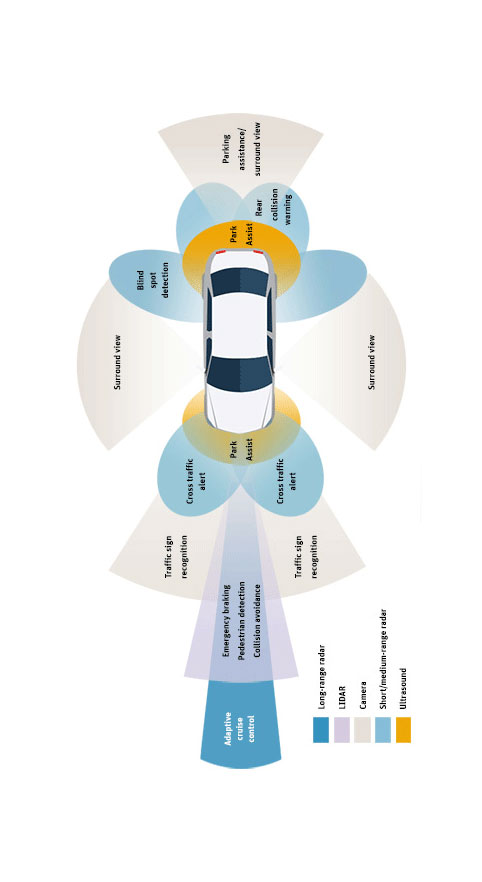 Surround view
Blind
spot
detection
Traffic sign
recognition
Cross traffic
alert
Adaptive
cruise
control
Emergency braking
Pedestrian detection
Collision avoidance
Park
Assist
Park
Assist
Parking
assistance/
surround view
Rear
collision
warning
Traffic sign
recognition
Cross traffic
alert
Surround view
Long-range radar
LIDAR
Camera
Short/medium-range radar
Ultrasound